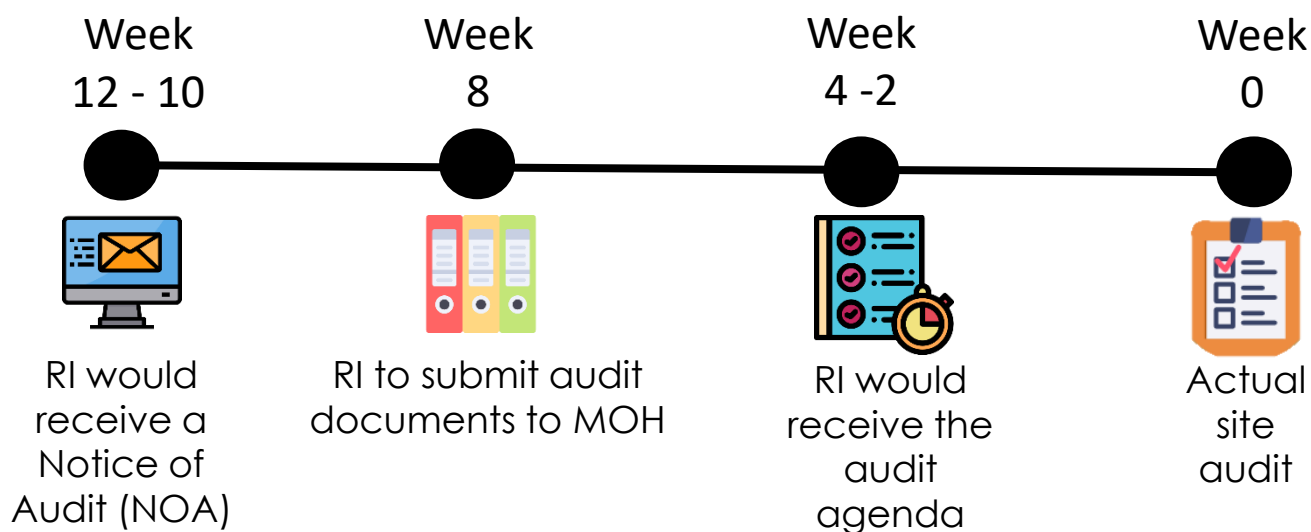 Week
12 - 10
Week
8
Week
4 -2
Week
0
RI would
receive a
Notice of
Audit (NOA)
RI to submit audit
documents to MOH
RI would
receive the
audit
agenda
Actual
site
audit